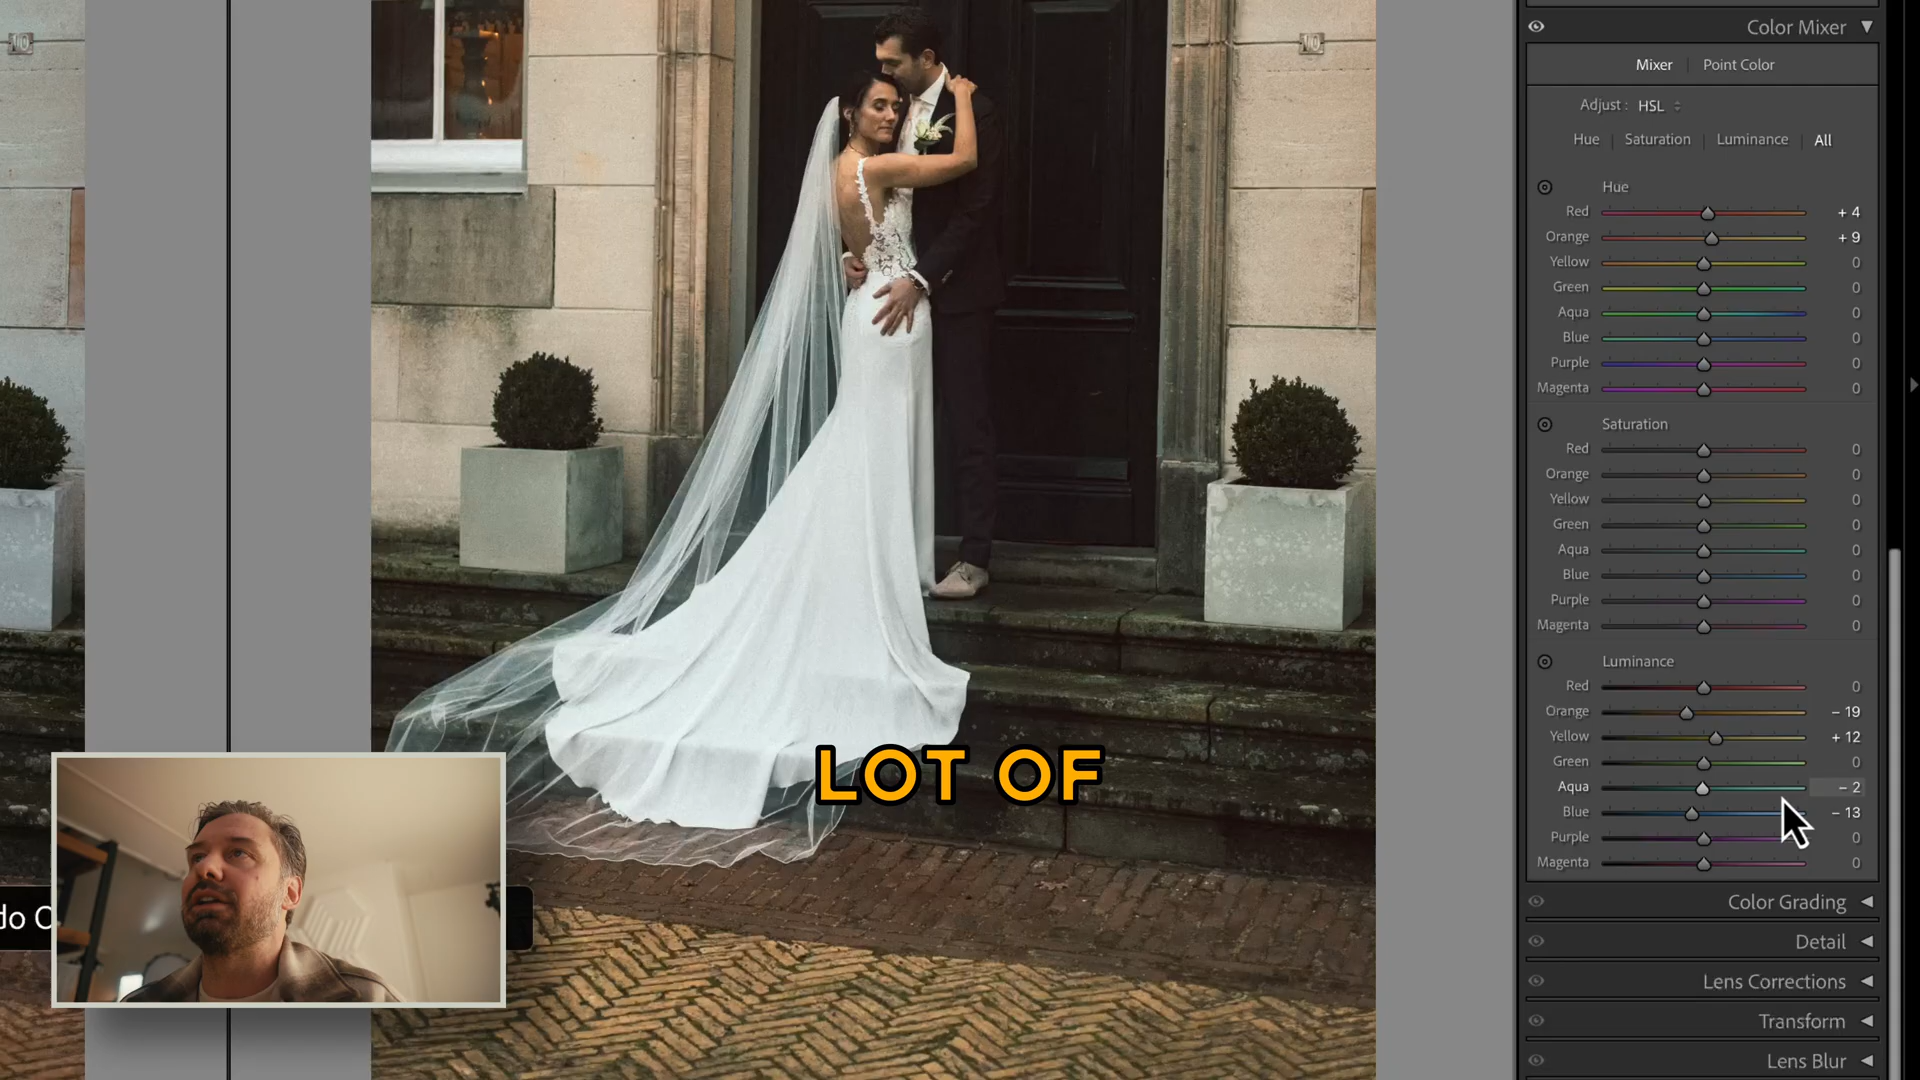 10
10
LOT OF
do C
Color Mixer
Mixer | Point Color
Adjust : HSL
Hue | Saturation | Luminance | All
Hue
Red + 4
Orange + 9
Yellow 0
Green 0
Aqua 0
Blue 0
Purple 0
Magenta 0
Saturation
Red 0
Orange 0
Yellow 0
Green 0
Aqua 0
Blue 0
Purple 0
Magenta 0
Luminance
Red 0
Orange – 19
Yellow + 12
Green 0
Aqua – 2
Blue – 13
Purple 0
Magenta 0
Color Grading
Detail
Lens Corrections
Transform
Lens Blur